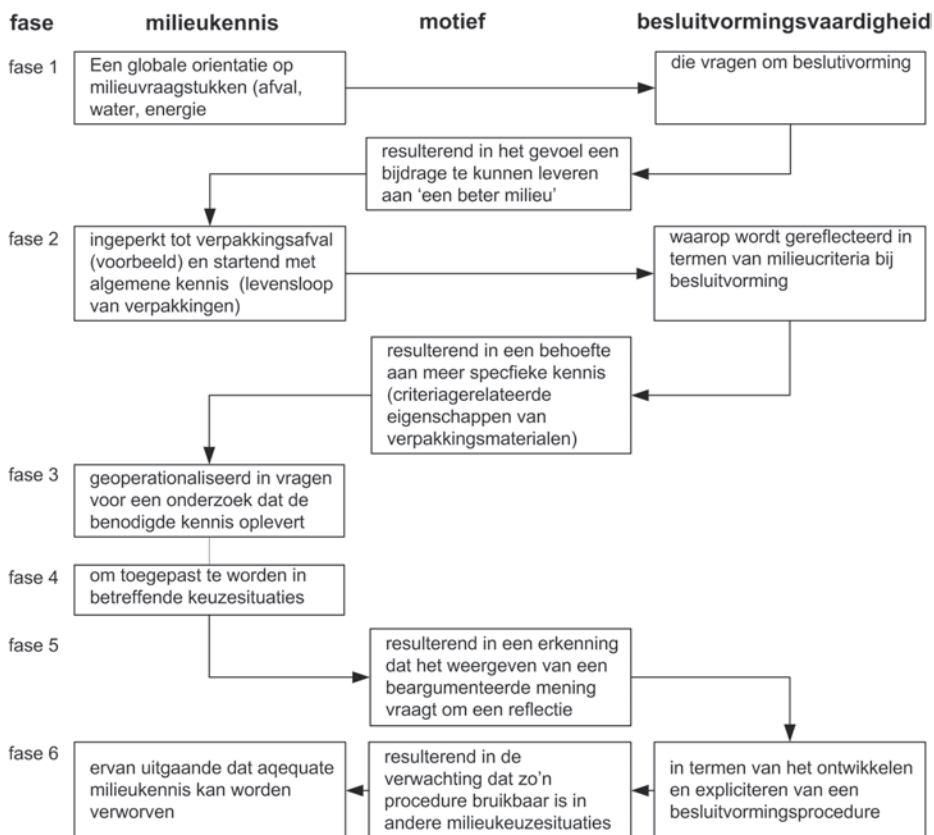 fase milieukennis motief besluitvormingsvaardigheid
fase 1
Een globale orientatie op
milieuvraagstukken (afval,
water, energie
die vragen om beslutivorming
resulterend in het gevoel een
bijdrage te kunnen leveren
aan ‘een beter milieu’
fase 2
ingeperkt tot verpakkingsafval
(voorbeeld) en startend met
algemene kennis (levensloop
van verpakkingen)
waarop wordt gereflecteerd in
termen van milieucriteria bij
besluitvorming
resulterend in een behoefte
aan meer specfieke kennis
(criteriagerelateerde
eigenschappen van
verpakkingsmaterialen)
fase 3
geoperationaliseerd in vragen
voor een onderzoek dat de
benodigde kennis oplevert
fase 4
om toegepast te worden in
betreffende keuzesituaties
fase 5
resulterend in een erkenning
dat het weergeven van een
beargumenteerde mening
vraagt om een reflectie
fase 6
ervan uitgaande dat aqequate
milieukennis kan worden
verworven
resulterend in de
verwachting dat zo’n
procedure bruikbaar is in
andere milieukeuzesituaties
in termen van het ontwikkelen
en expliciteren van een
besluitvormingsprocedure